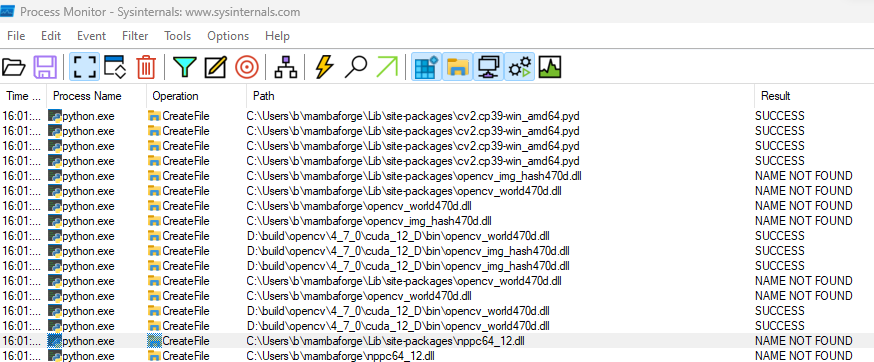 Process Monitor - Sysinternals: www.sysinternals.com
File Edit Event Filter Tools Options Help
Time ... Process Name Operation Path Result
16:01:... python.exe CreateFile C:\Users\b\mambaforge\Lib\site-packages\cv2.cp39-win_amd64.pyd SUCCESS
16:01:... python.exe CreateFile C:\Users\b\mambaforge\Lib\site-packages\cv2.cp39-win_amd64.pyd SUCCESS
16:01:... python.exe CreateFile C:\Users\b\mambaforge\Lib\site-packages\cv2.cp39-win_amd64.pyd SUCCESS
16:01:... python.exe CreateFile C:\Users\b\mambaforge\Lib\site-packages\cv2.cp39-win_amd64.pyd SUCCESS
16:01:... python.exe CreateFile C:\Users\b\mambaforge\Lib\site-packages\opencv_img_hash470d.dll NAME NOT FOUND
16:01:... python.exe CreateFile C:\Users\b\mambaforge\Lib\site-packages\opencv_world470d.dll NAME NOT FOUND
16:01:... python.exe CreateFile C:\Users\b\mambaforge\opencv_world470d.dll NAME NOT FOUND
16:01:... python.exe CreateFile C:\Users\b\mambaforge\opencv_img_hash470d.dll NAME NOT FOUND
16:01:... python.exe CreateFile D:\build\opencv\4_7_0\cuda_12_D\bin\opencv_world470d.dll SUCCESS
16:01:... python.exe CreateFile D:\build\opencv\4_7_0\cuda_12_D\bin\opencv_img_hash470d.dll SUCCESS
16:01:... python.exe CreateFile D:\build\opencv\4_7_0\cuda_12_D\bin\opencv_img_hash470d.dll SUCCESS
16:01:... python.exe CreateFile C:\Users\b\mambaforge\Lib\site-packages\opencv_world470d.dll NAME NOT FOUND
16:01:... python.exe CreateFile C:\Users\b\mambaforge\opencv_world470d.dll NAME NOT FOUND
16:01:... python.exe CreateFile D:\build\opencv\4_7_0\cuda_12_D\bin\opencv_world470d.dll SUCCESS
16:01:... python.exe CreateFile D:\build\opencv\4_7_0\cuda_12_D\bin\opencv_world470d.dll SUCCESS
16:01:... python.exe CreateFile C:\Users\b\mambaforge\Lib\site-packages\nppc64_12.dll NAME NOT FOUND
16:01:... python.exe CreateFile C:\Users\b\mambaforge\nppc64_12.dll NAME NOT FOUND